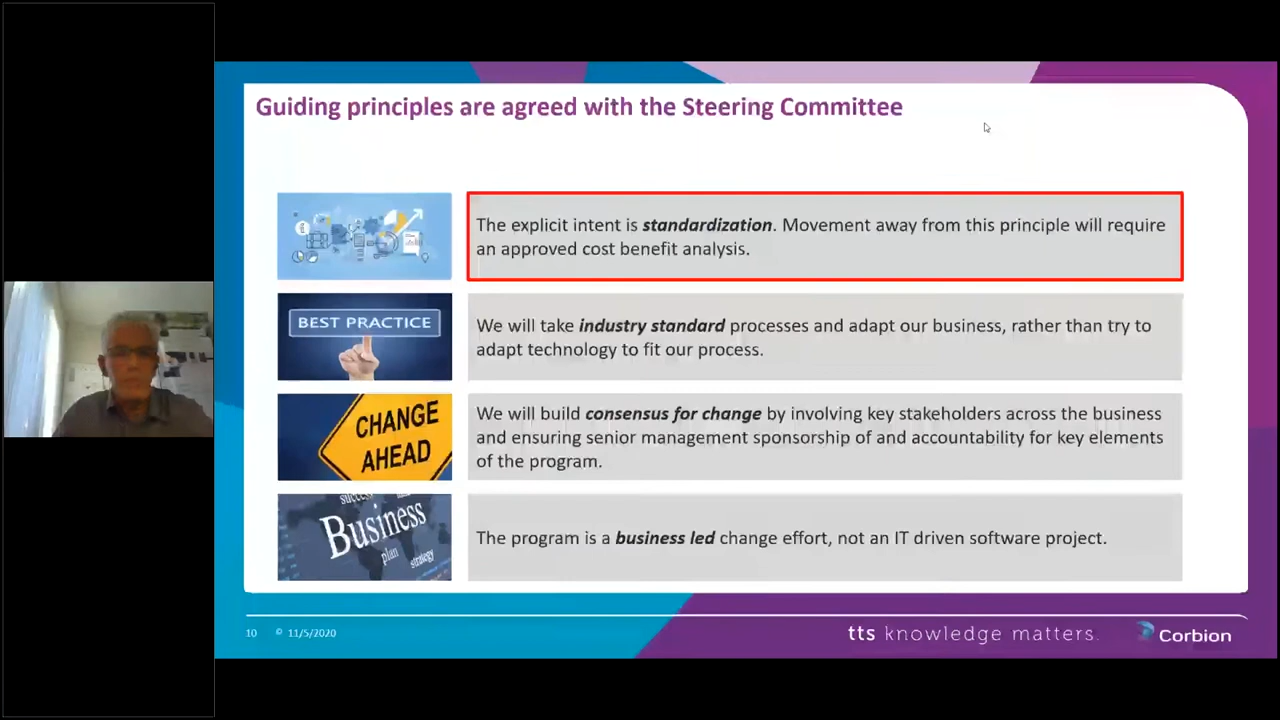 Guiding principles are agreed with the Steering Committee
The explicit intent is standardization. Movement away from this principle will require
an approved cost benefit analysis.
BEST PRACTICE
We will take industry standard processes and adapt our business, rather than try to
adapt technology to fit our process.
CHANGE
AHEAD
We will build consensus for change by involving key stakeholders across the business
and ensuring senior management sponsorship of and accountability for key elements
of the program.
success
Business
plan
strategy
The program is a business led change effort, not an IT driven software project.
10 © 11/5/2020
tts knowledge matters.
Corbion